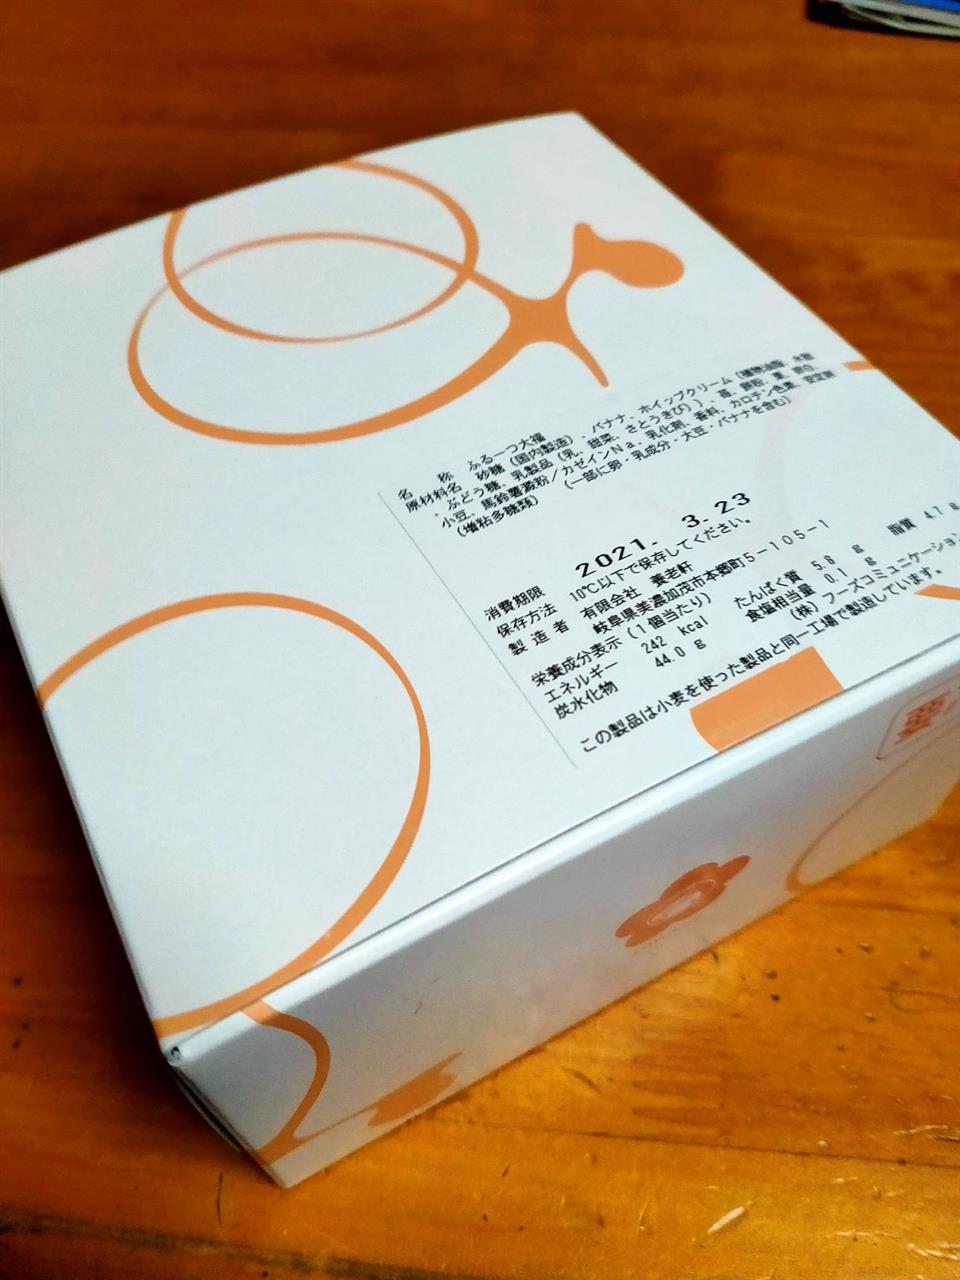 名 称 ふるーつ大福
原材料名 砂糖(国内製造)、バナナ、ホイップクリーム(植物油脂、水飴
、ぶどう糖、乳製品(乳、甜菜、さとうきび))、苺、餅粉、栗、卵白、
小豆、馬鈴薯澱粉/カゼインNa、乳化剤、香料、カロチン色素、安定剤
(増粘多糖類) (一部に卵・乳成分・大豆・バナナを含む)
消費期限 2021. 3.23
保存方法 10℃以下で保存してください。
製造者 有限会社 養老軒
岐阜県美濃加茂市本郷町5-105-1
栄養成分表示(1個当たり)
エネルギー 242 kcal たんぱく質 5.8 g 脂質 4.1 g
炭水化物 44.0 g 食塩相当量 0.1 g
(株)フーズコミュニケーション
この製品は小麦を使った製品と同一工場で製造しています。